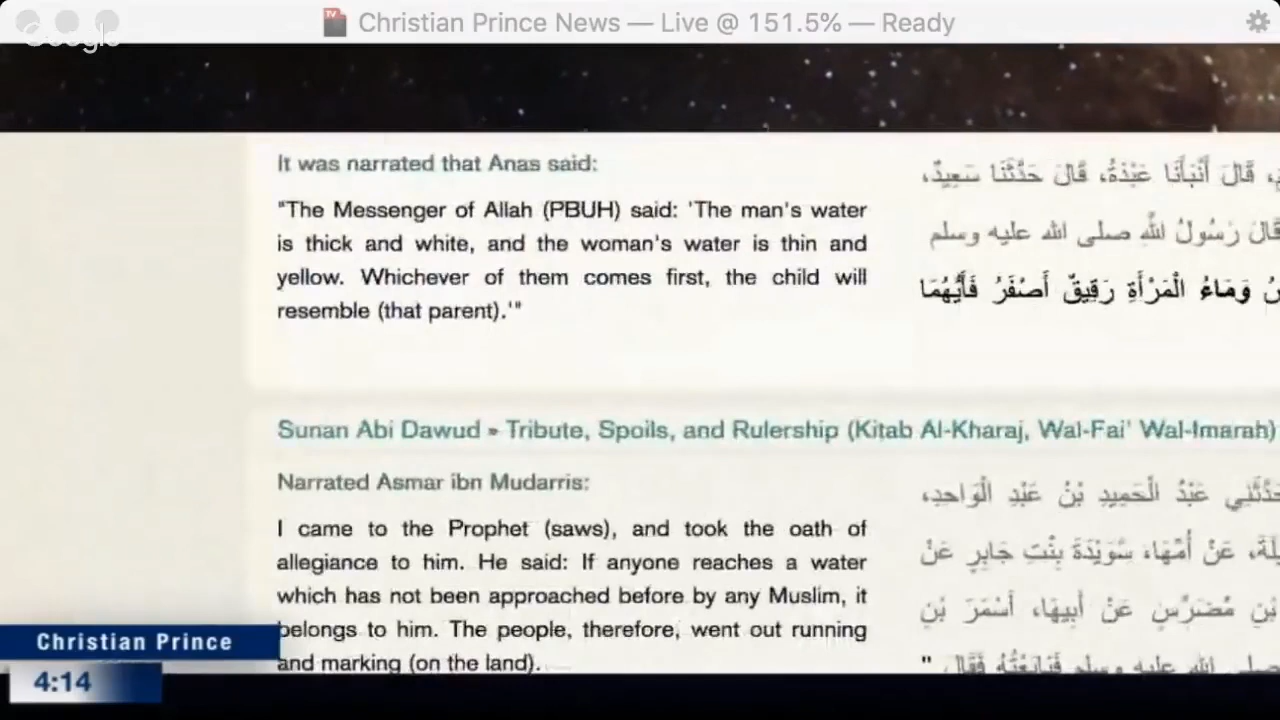 Christian Prince News — Live @ 151.5% — Ready
Google
It was narrated that Anas said:
"The Messenger of Allah (PBUH) said: 'The man's water
is thick and white, and the woman's water is thin and
yellow. Whichever of them comes first, the child will
resemble (that parent).'"
قَالَ أَنْبَأَنَا عَبْدَةُ، قَالَ حَدَّثَنَا سَعِيدٌ،
قَالَ رَسُولُ اللَّهِ صلى الله عليه وسلم
وَمَاءُ الْمَرْأَةِ رَقِيقٌ أَصْفَرُ فَأَيُّهُمَا
Sunan Abi Dawud » Tribute, Spoils, and Rulership (Kitab Al-Kharaj, Wal-Fai' Wal-Imarah)
Narrated Asmar ibn Mudarris:
I came to the Prophet (saws), and took the oath of
allegiance to him. He said: If anyone reaches a water
which has not been approached before by any Muslim, it
belongs to him. The people, therefore, went out running
and marking (on the land).
عَبْدُ الْحَمِيدِ بْنُ عَبْدِ الْوَاحِدِ،
عَنْ أُمِّهَا، سُوَيْدَةَ بِنْتِ جَابِرٍ عَنْ
مُضَرِّسٍ عَنْ أَبِيهَا، أَسْمَرَ بْنِ
الله عليه وسلم فَبَايَعْتُهُ فَقَالَ "
Christian Prince
4:14